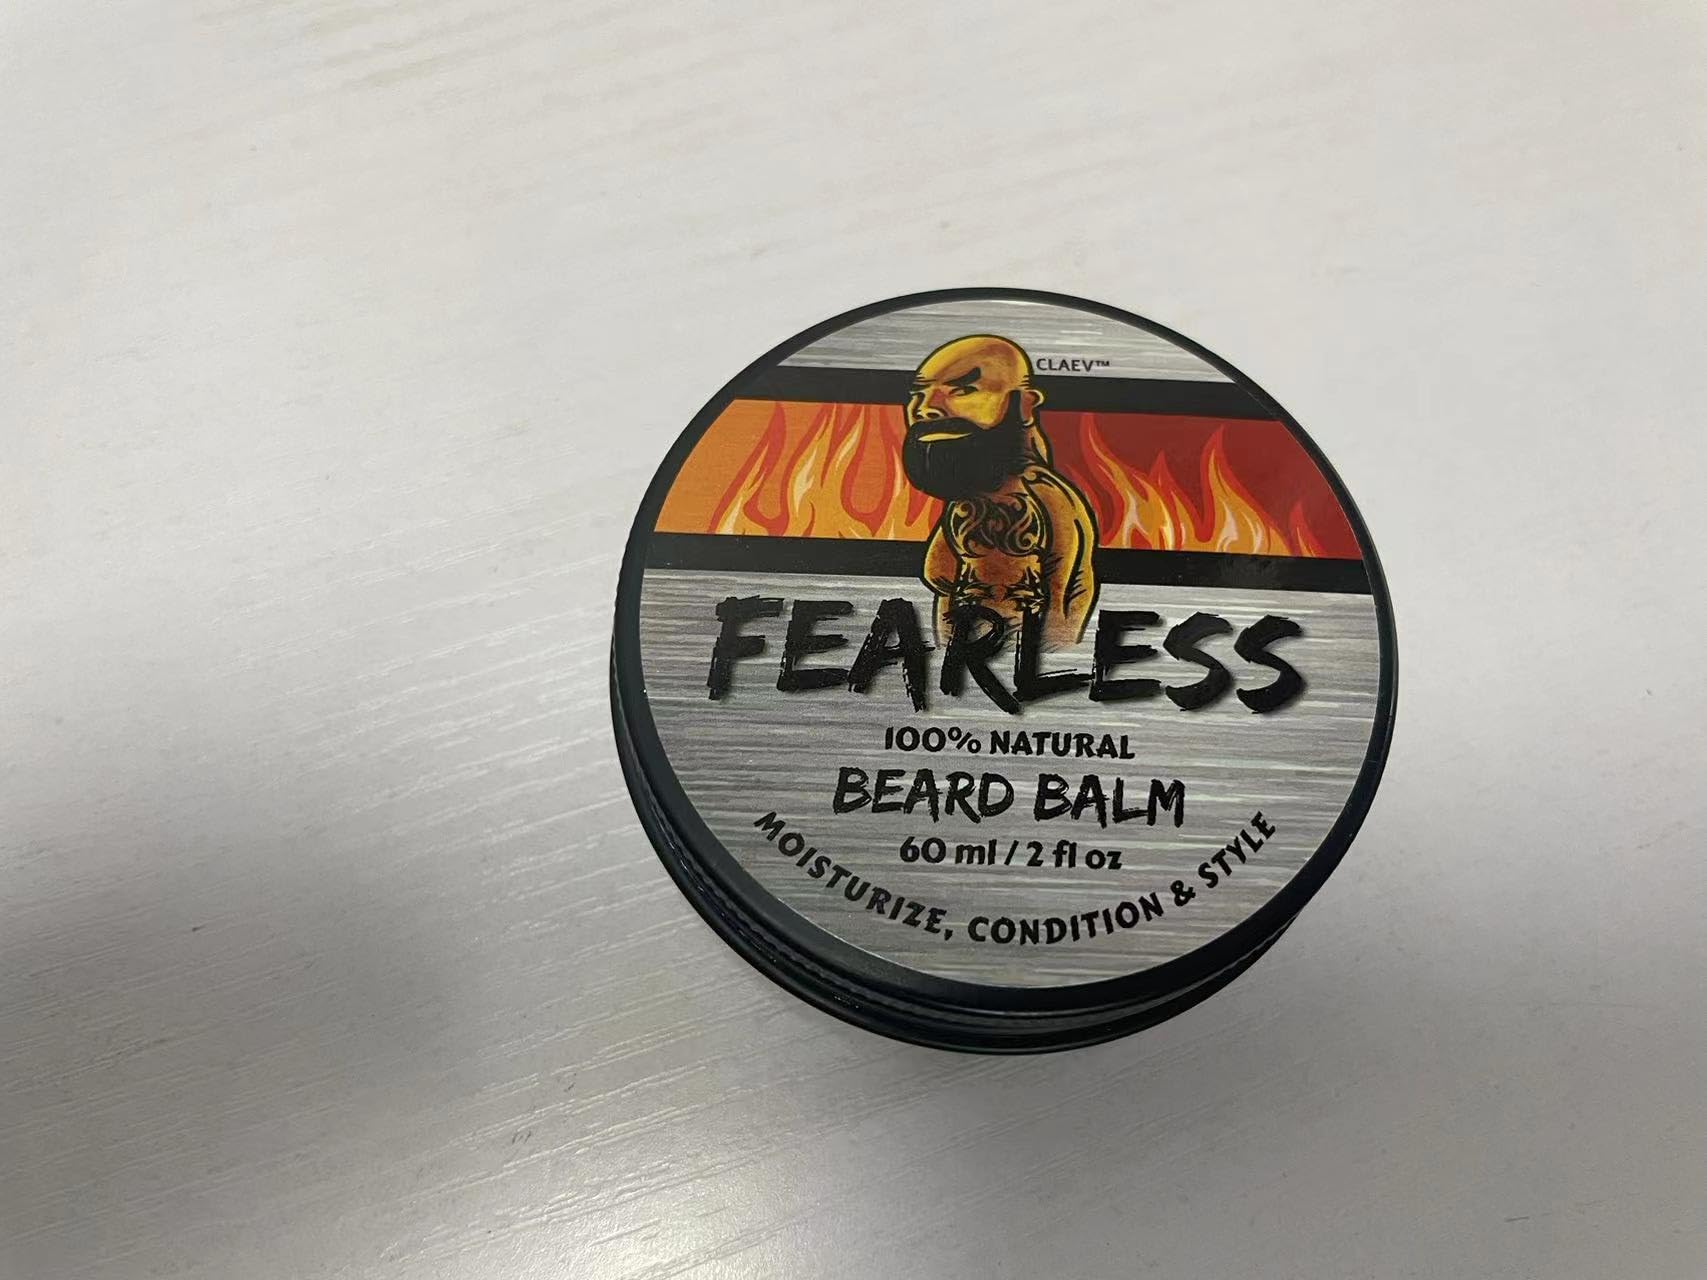 CLAEV™
FEARLESS
100% NATURAL
BEARD BALM
60 ml / 2 fl oz
MOISTURIZE, CONDITION & STYLE